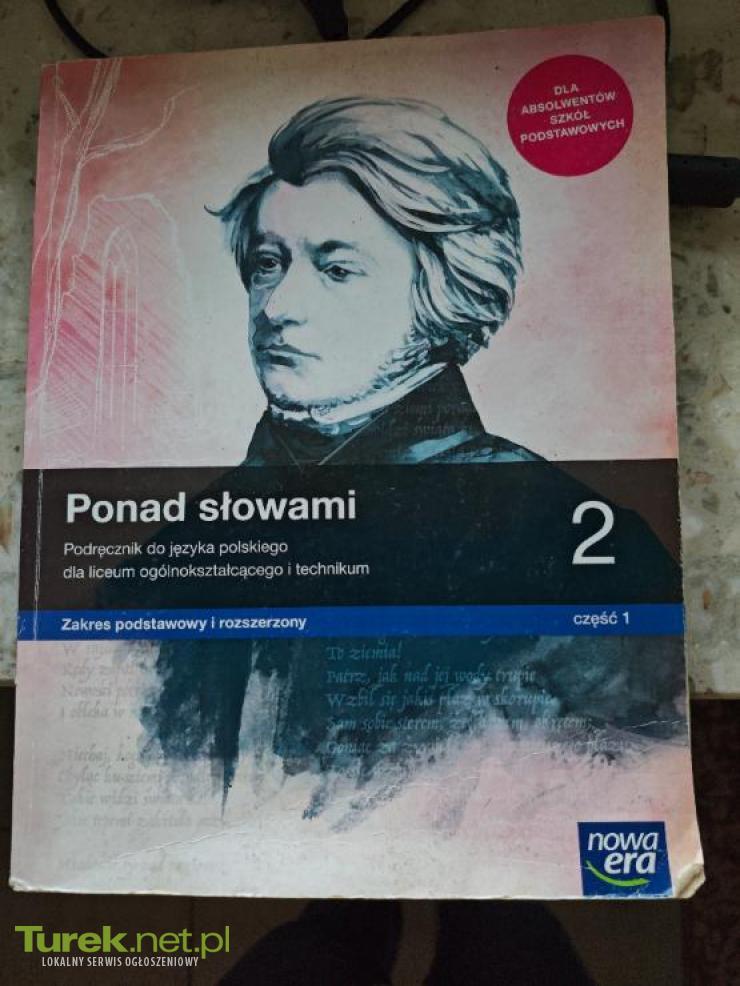 DLA
ABSOLWENTÓW
SZKÓŁ
PODSTAWOWYCH
Ponad słowami
2
Podręcznik do języka polskiego
dla liceum ogólnokształcącego i technikum
Zakres podstawowy i rozszerzony
część 1
To ziemia!
Patrz, jak nad jej wody trupie
Wzbił się jakiś płaz w skorupie.
Sam sobie sterem,
nowa
era
Turek.net.pl
LOKALNY SERWIS OGŁOSZENIOWY